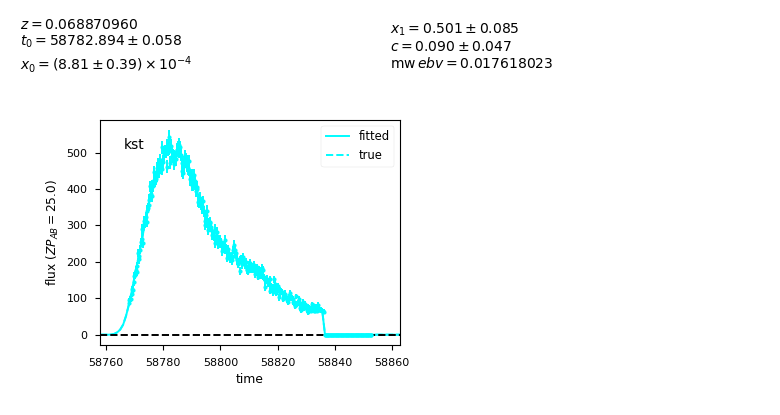 z = 0.068870960
t₀ = 58782.894 ± 0.058
x₀ = (8.81 ± 0.39) × 10⁻⁴
x₁ = 0.501 ± 0.085
c = 0.090 ± 0.047
mw ebv = 0.017618023
kst
fitted
true
flux (ZP_AB = 25.0)
500
400
300
200
100
0
58760 58780 58800 58820 58840 58860
time